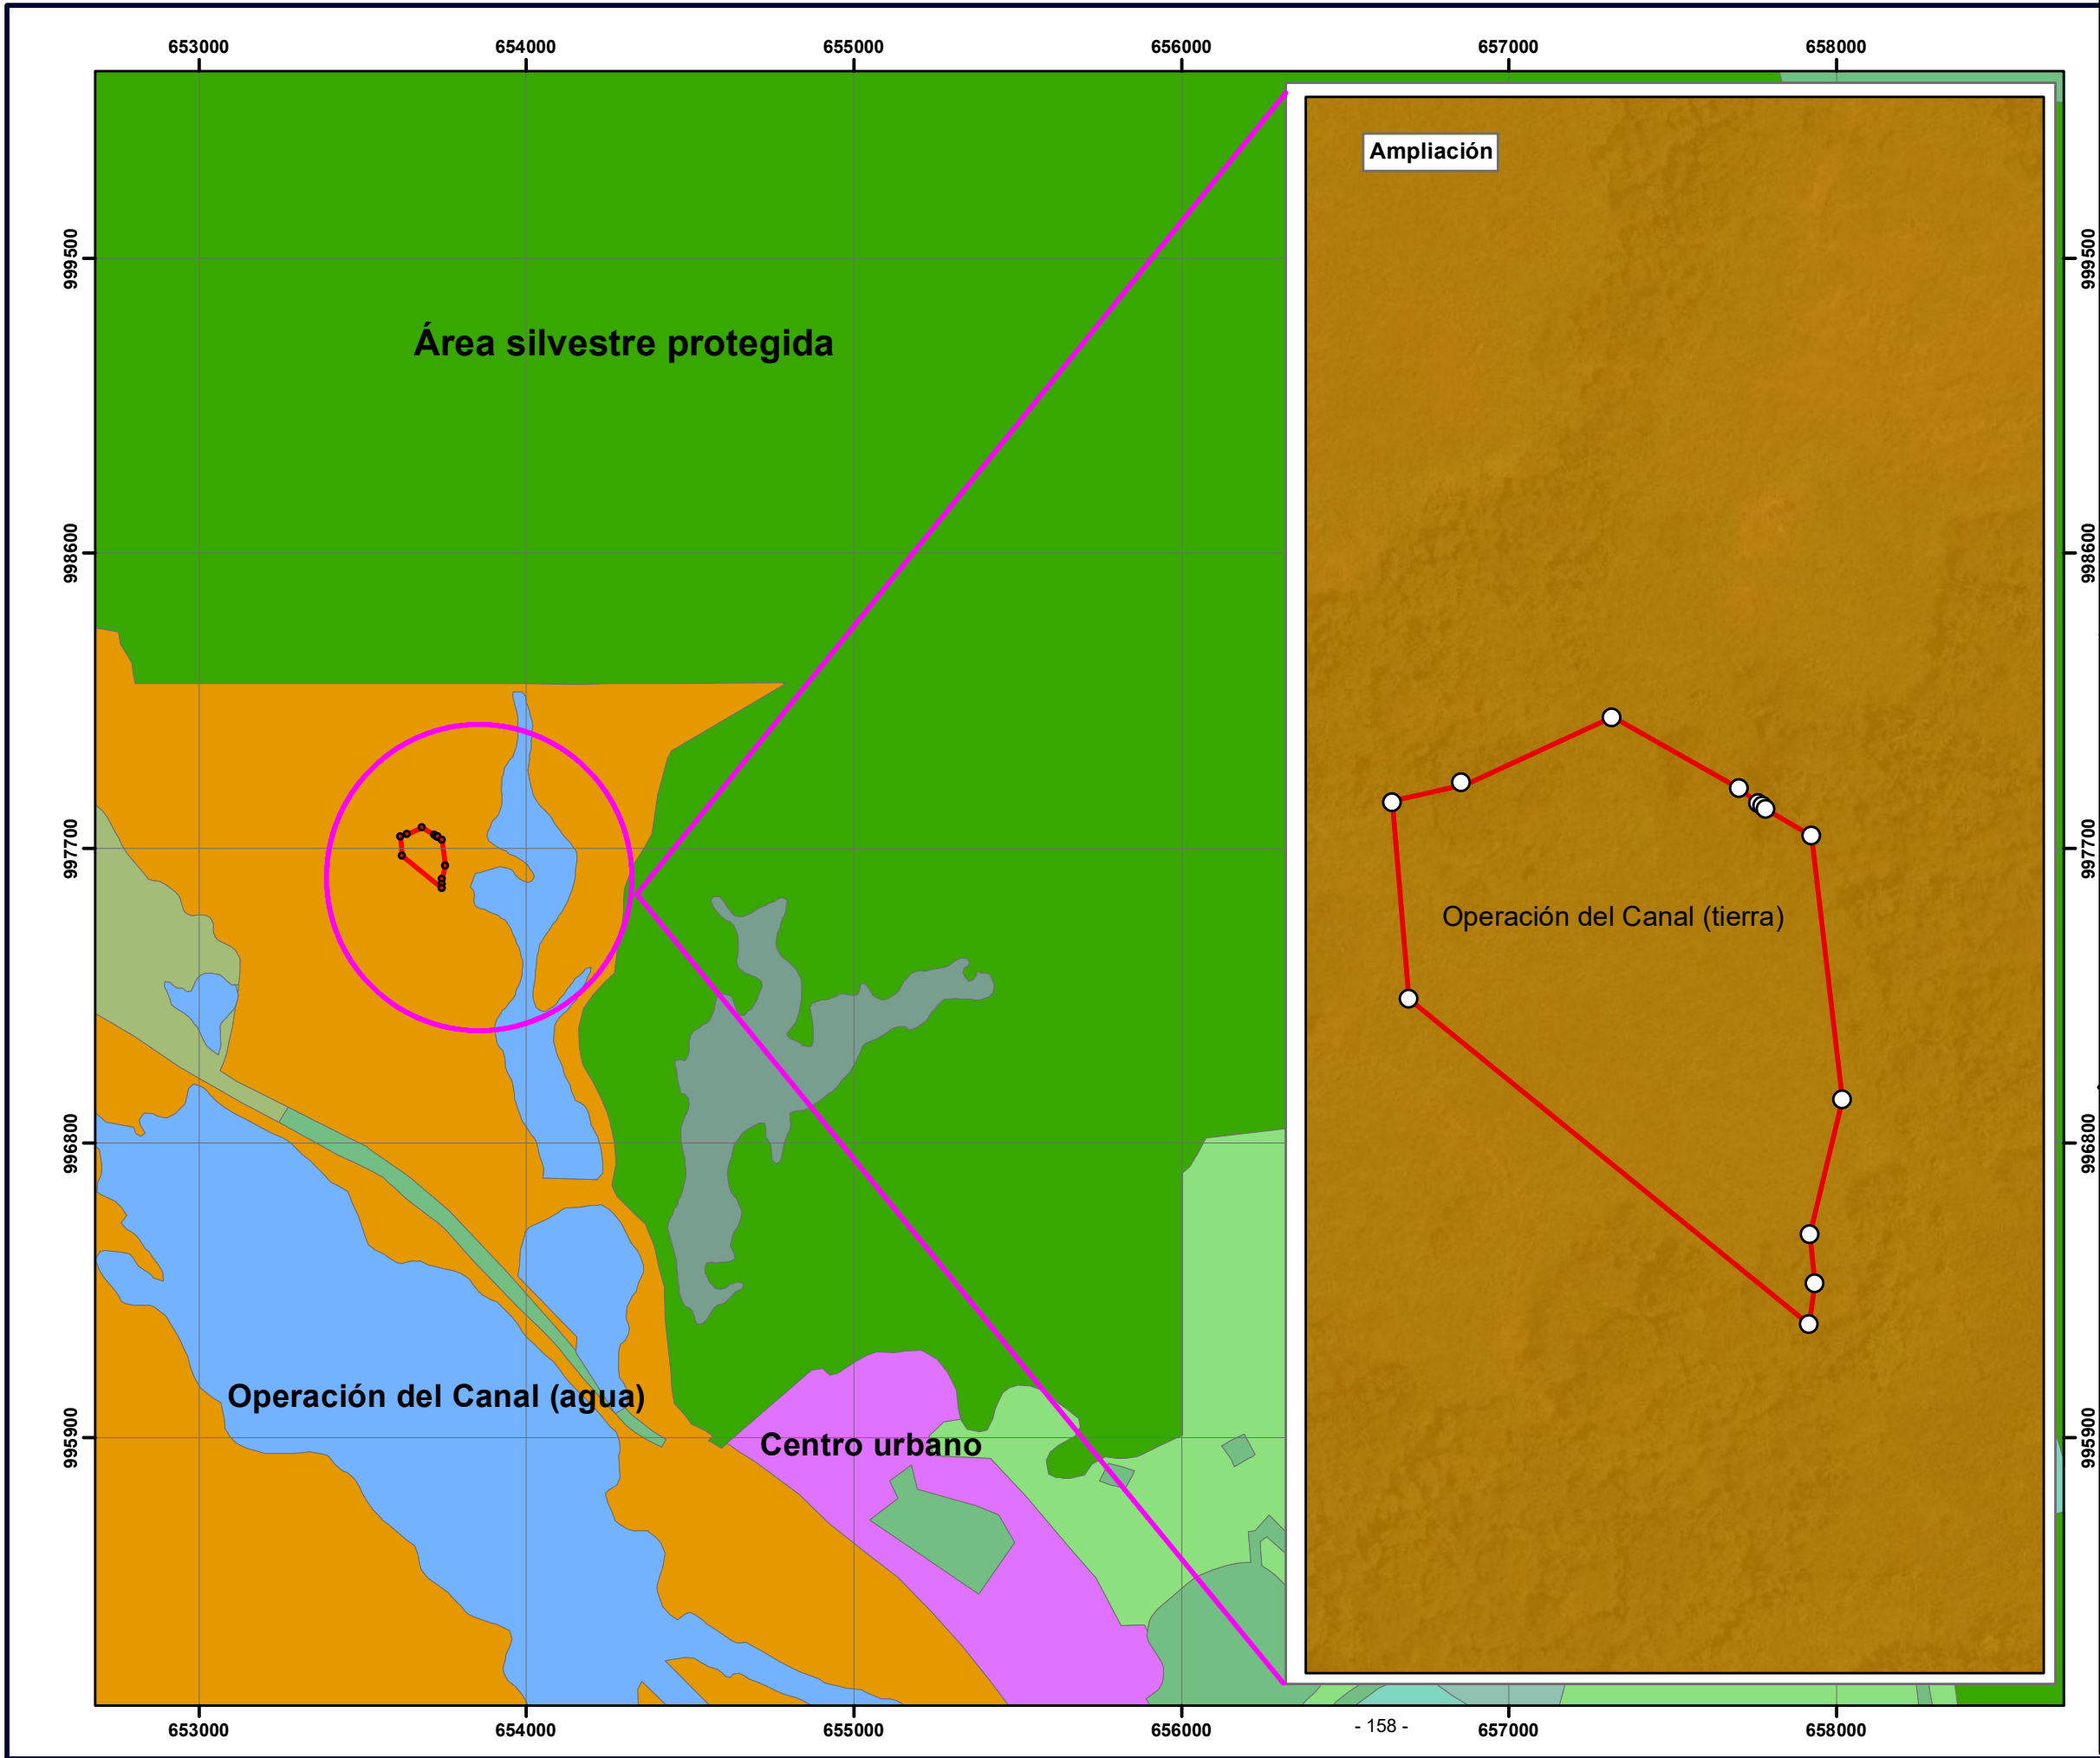 653000 654000 655000 656000 657000 658000
Ampliación
999500 999500
Área silvestre protegida
998600 998600
997700 997700
Operación del Canal (tierra)
996800 996800
Operación del Canal (agua)
995900 995900
Centro urbano
653000 654000 655000 656000 - 158 - 657000 658000